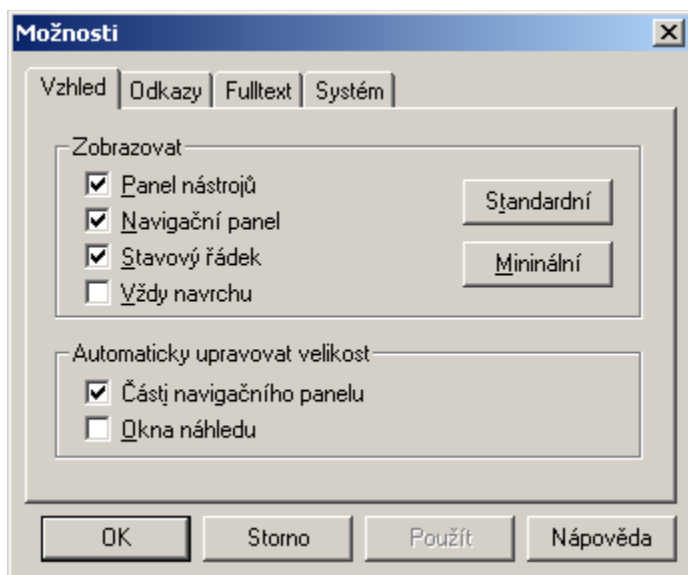 Možnosti
Vzhled Odkazy Fulltext Systém
Zobrazovat
Panel nástrojů
Standardní
Navigační panel
Stavový řádek
Mininální
Vždy navrchu
Automaticky upravovat velikost
Části navigačního panelu
Okna náhledu
OK Storno Použít Nápověda